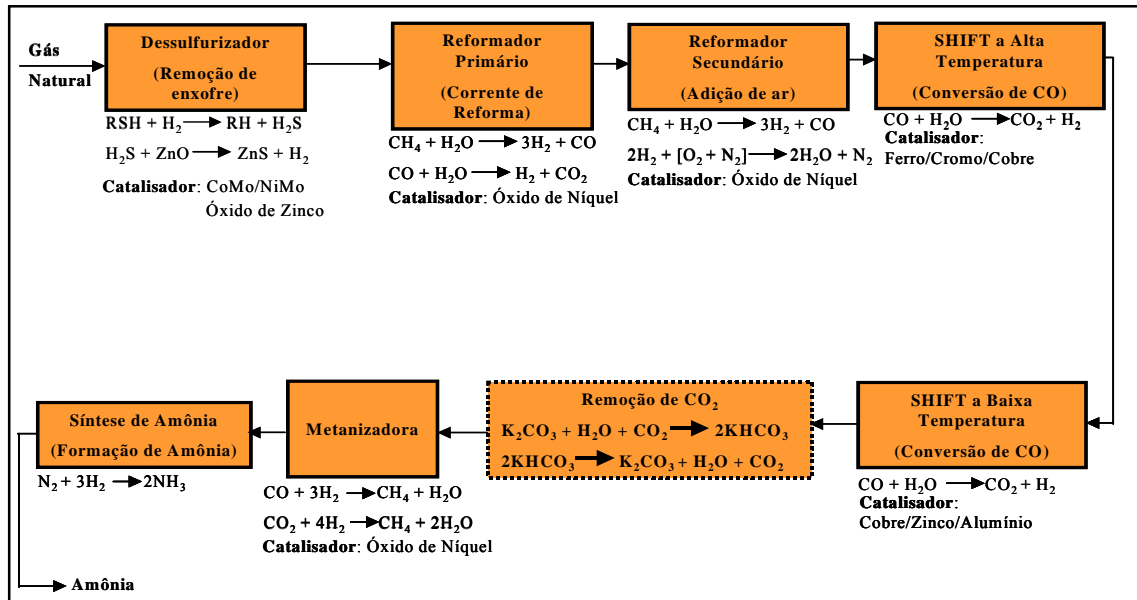 Gás
Natural
Dessulfurizador
(Remoção de
enxofre)
RSH + H₂ → RH + H₂S
H₂S + ZnO → ZnS + H₂
Catalisador: CoMo/NiMo
Óxido de Zinco
Reformador
Primário
(Corrente de
Reforma)
CH₄ + H₂O → 3H₂ + CO
CO + H₂O → H₂ + CO₂
Catalisador: Óxido de Níquel
Reformador
Secundário
(Adição de ar)
CH₄ + H₂O → 3H₂ + CO
2H₂ + [O₂ + N₂] → 2H₂O + N₂
Catalisador: Óxido de Níquel
SHIFT a Alta
Temperatura
(Conversão de CO)
CO + H₂O → CO₂ + H₂
Catalisador:
Ferro/Cromo/Cobre
SHIFT a Baixa
Temperatura
(Conversão de CO)
CO + H₂O → CO₂ + H₂
Catalisador:
Cobre/Zinco/Alumínio
Remoção de CO₂
K₂CO₃ + H₂O + CO₂ → 2KHCO₃
2KHCO₃ → K₂CO₃ + H₂O + CO₂
Metanizadora
CO + 3H₂ → CH₄ + H₂O
CO₂ + 4H₂ → CH₄ + 2H₂O
Catalisador: Óxido de Níquel
Síntese de Amônia
(Formação de Amônia)
N₂ + 3H₂ → 2NH₃
Amônia